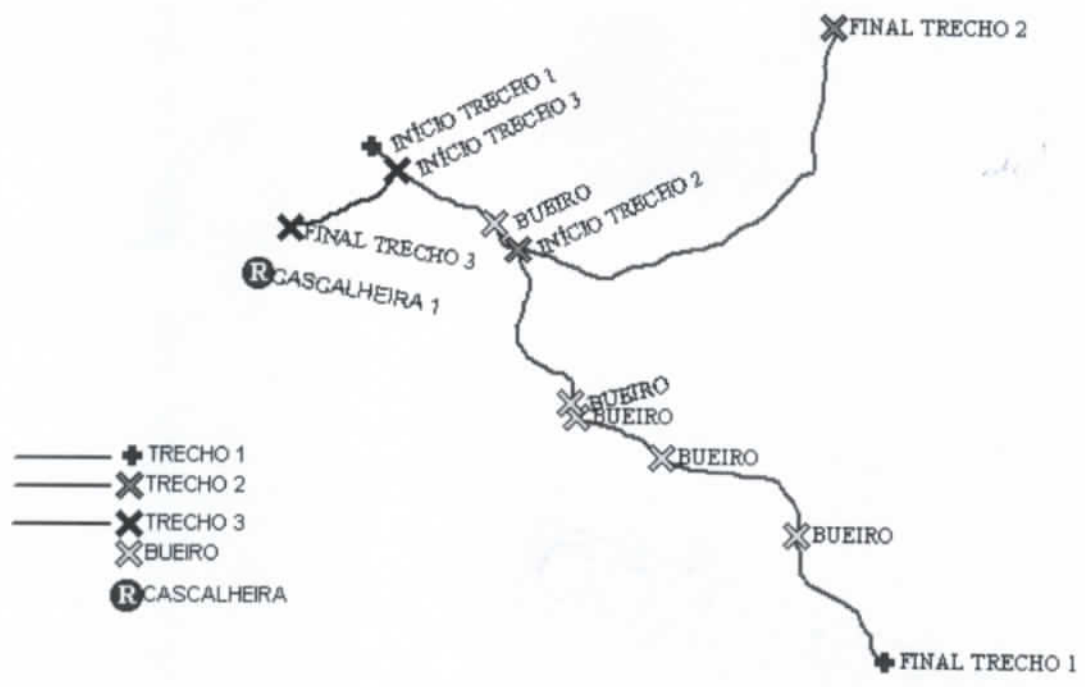 FINAL TRECHO 2
INÍCIO TRECHO 1
INÍCIO TRECHO 3
BUEIRO
INÍCIO TRECHO 2
FINAL TRECHO 3
R CASCALHEIRA 1
BUEIRO
BUEIRO
BUEIRO
BUEIRO
FINAL TRECHO 1
TRECHO 1
TRECHO 2
TRECHO 3
BUEIRO
R CASCALHEIRA